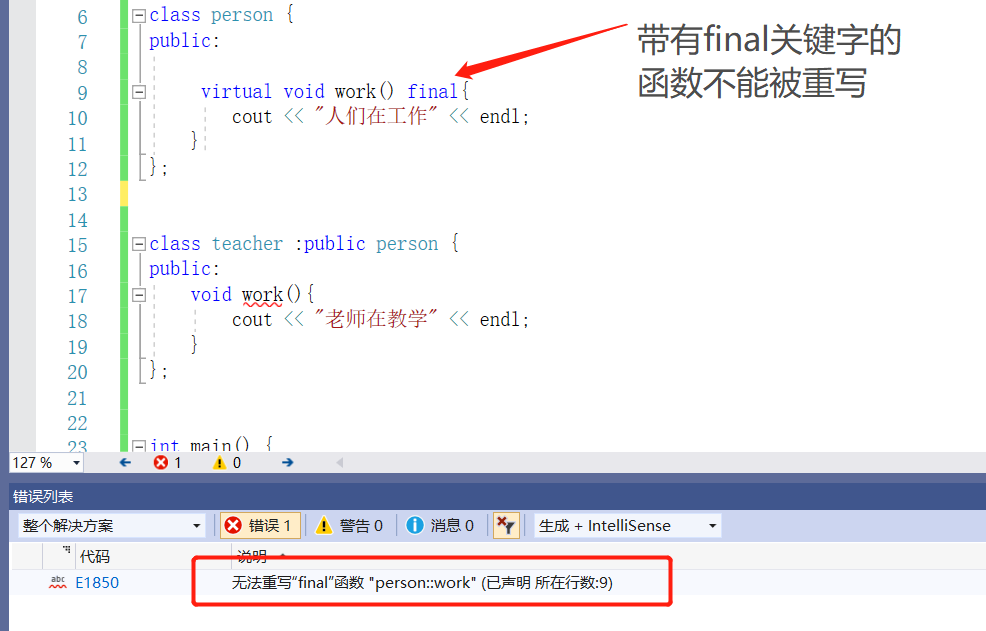 6 class person {
7 public:
8
9 virtual void work() final{
10 cout << "人们在工作" << endl;
11 }
12 };
13
14
15 class teacher :public person {
16 public:
17 void work(){
18 cout << "老师在教学" << endl;
19 }
20 };
21
22
23 int main() {
带有final关键字的
函数不能被重写
127 % 1 0
错误列表
整个解决方案 错误 1 警告 0 消息 0 生成 + IntelliSense
代码 说明
abc E1850 无法重写“final”函数 "person::work" (已声明 所在行数:9)